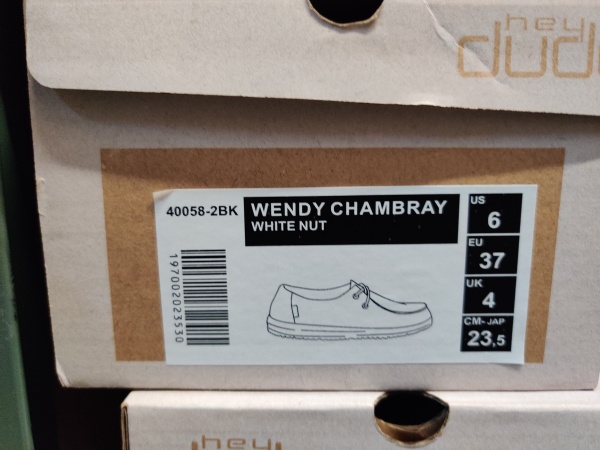 hey
dude
40058-2BK
WENDY CHAMBRAY
WHITE NUT
US
6
EU
37
UK
4
CM-JAP
23,5
197002023530
hey